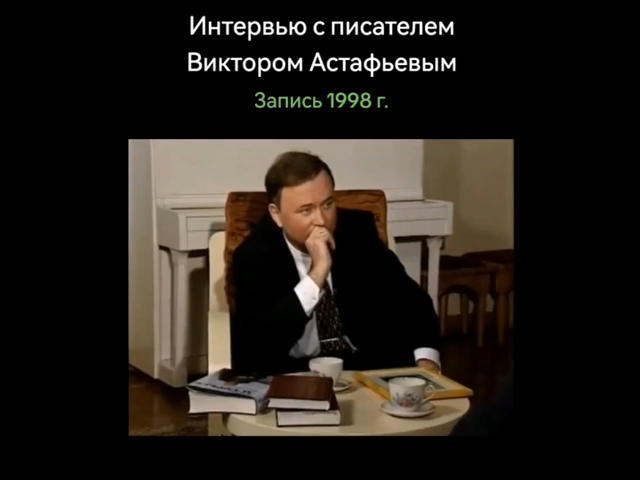 Интервью с писателем
Виктором Астафьевым
Запись 1998 г.